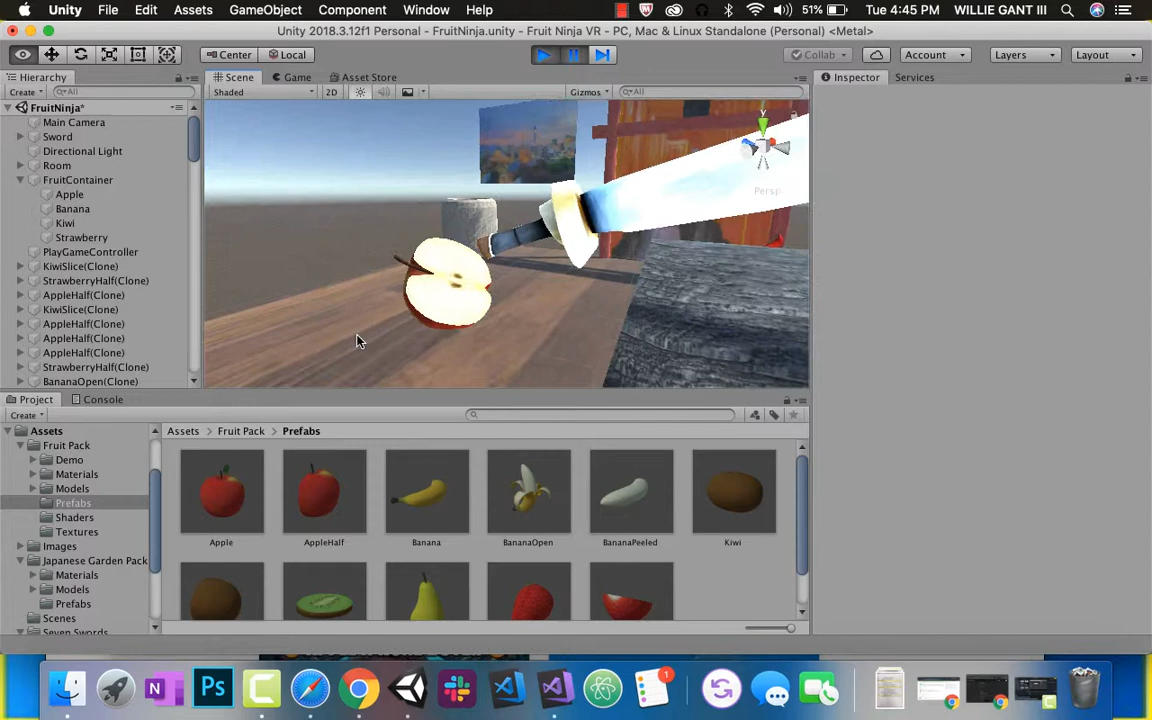 Unity File Edit Assets GameObject Component Window Help 51% Tue 4:45 PM WILLIE GANT III
Unity 2018.3.12f1 Personal - FruitNinja.unity - Fruit Ninja VR - PC, Mac & Linux Standalone (Personal) <Metal>
Center Local Collab Account Layers Layout
Hierarchy Scene Game Asset Store Inspector Services
Create All Shaded 2D Gizmos All
FruitNinja*
Main Camera
Sword
Directional Light
Room
FruitContainer
Apple
Banana
Kiwi
Strawberry
PlayGameController
KiwiSlice(Clone)
StrawberryHalf(Clone)
AppleHalf(Clone)
KiwiSlice(Clone)
AppleHalf(Clone)
AppleHalf(Clone)
AppleHalf(Clone)
StrawberryHalf(Clone)
BananaOpen(Clone)
y
Persp
Project Console
Create
Assets
Fruit Pack
Demo
Materials
Models
Prefabs
Shaders
Textures
Images
Japanese Garden Pack
Materials
Models
Prefabs
Scenes
Seven Swords
Assets Fruit Pack Prefabs
Apple AppleHalf Banana BananaOpen BananaPeeled Kiwi
N Ps 1